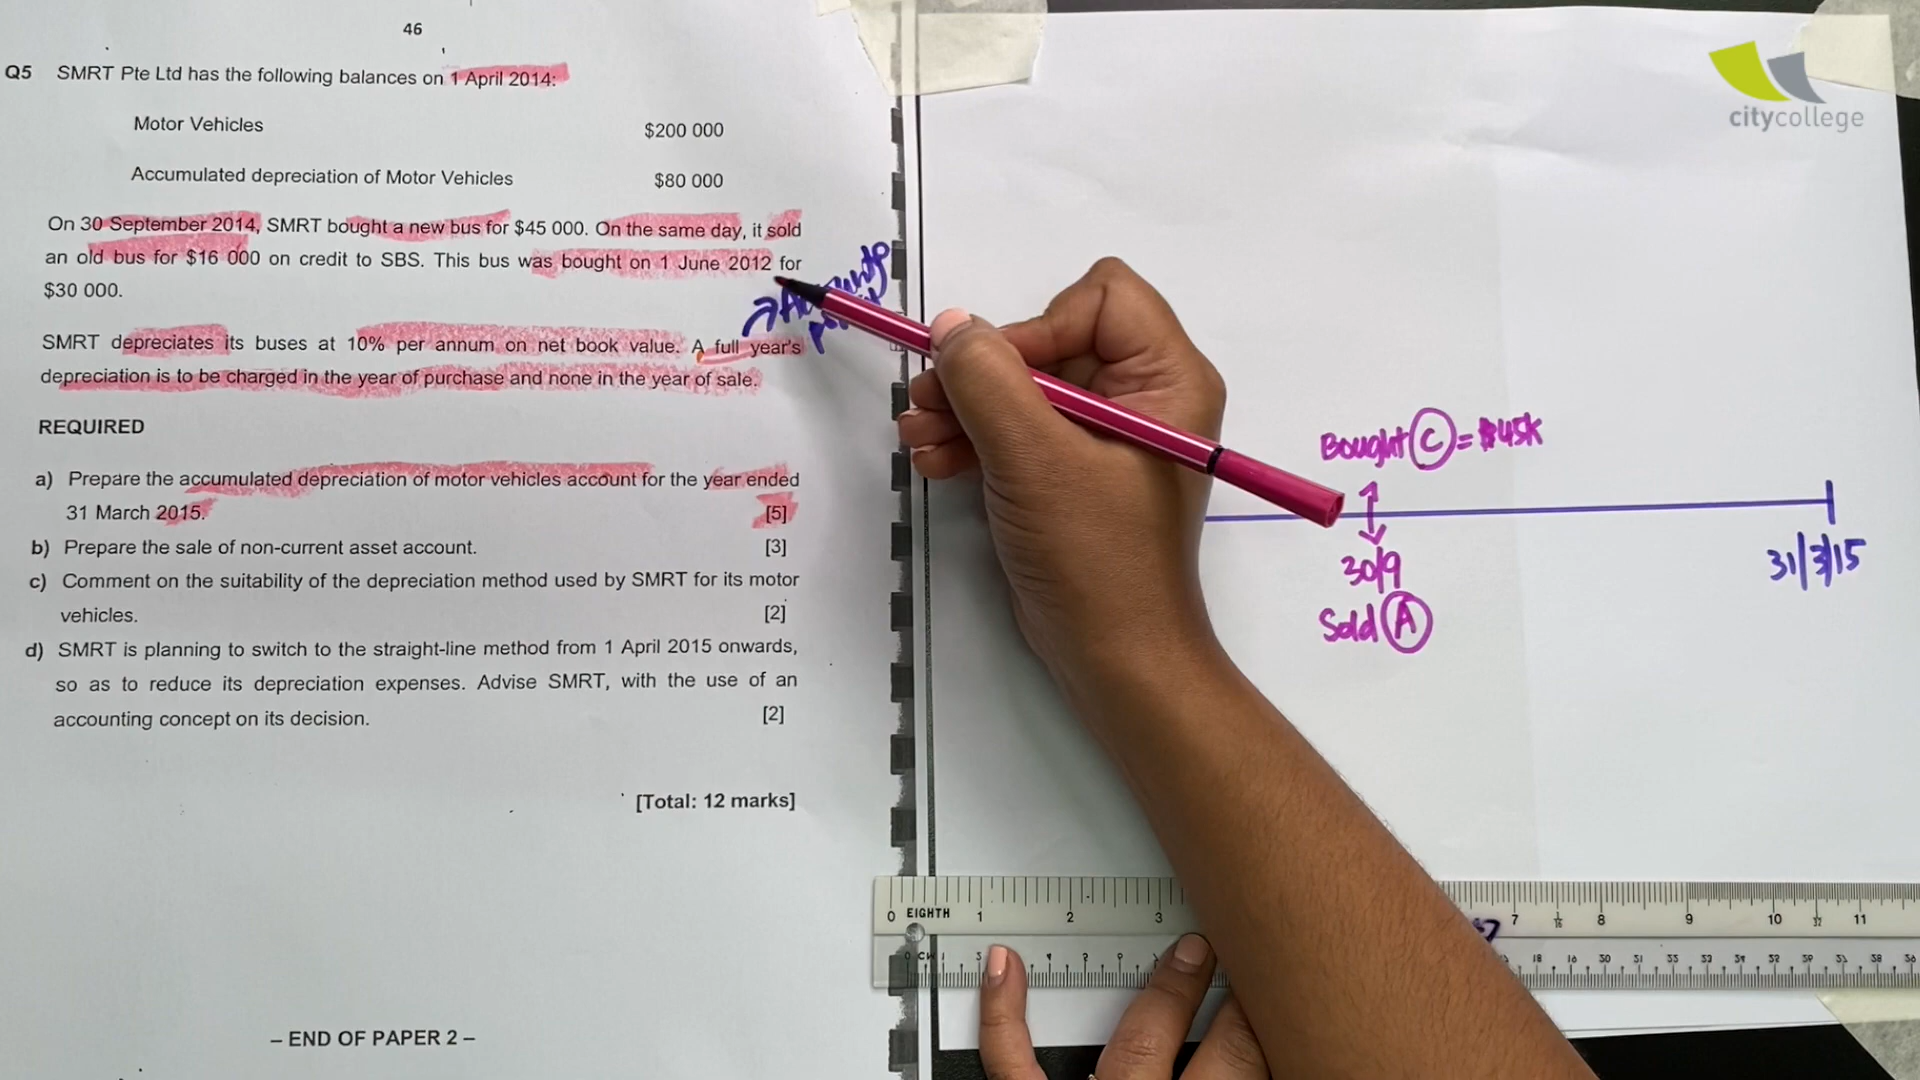 46
Q5 SMRT Pte Ltd has the following balances on 1 April 2014:
Motor Vehicles $200 000
Accumulated depreciation of Motor Vehicles $80 000
On 30 September 2014, SMRT bought a new bus for $45 000. On the same day, it sold
an old bus for $16 000 on credit to SBS. This bus was bought on 1 June 2012 for
$30 000.
SMRT depreciates its buses at 10% per annum on net book value. A full year's
depreciation is to be charged in the year of purchase and none in the year of sale.
REQUIRED
a) Prepare the accumulated depreciation of motor vehicles account for the year ended
31 March 2015. [5]
b) Prepare the sale of non-current asset account. [3]
c) Comment on the suitability of the depreciation method used by SMRT for its motor
vehicles. [2]
d) SMRT is planning to switch to the straight-line method from 1 April 2015 onwards,
so as to reduce its depreciation expenses. Advise SMRT, with the use of an
accounting concept on its decision. [2]
[Total: 12 marks]
– END OF PAPER 2 –
citycollege
Bought C = $45K
30/9
Sold A
31/3/15
0 EIGHTH 1 2 3 7 8 9 10 11